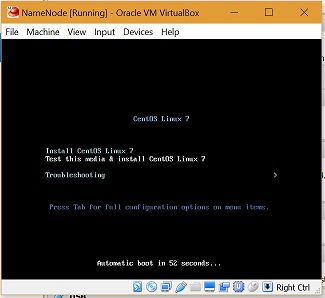 NameNode [Running] - Oracle VM VirtualBox
File Machine View Input Devices Help
CentOS Linux 7
Install CentOS Linux 7
Test this media & install CentOS Linux 7
Troubleshooting >
Press Tab for full configuration options on menu items.
Automatic boot in 52 seconds...
Right Ctrl